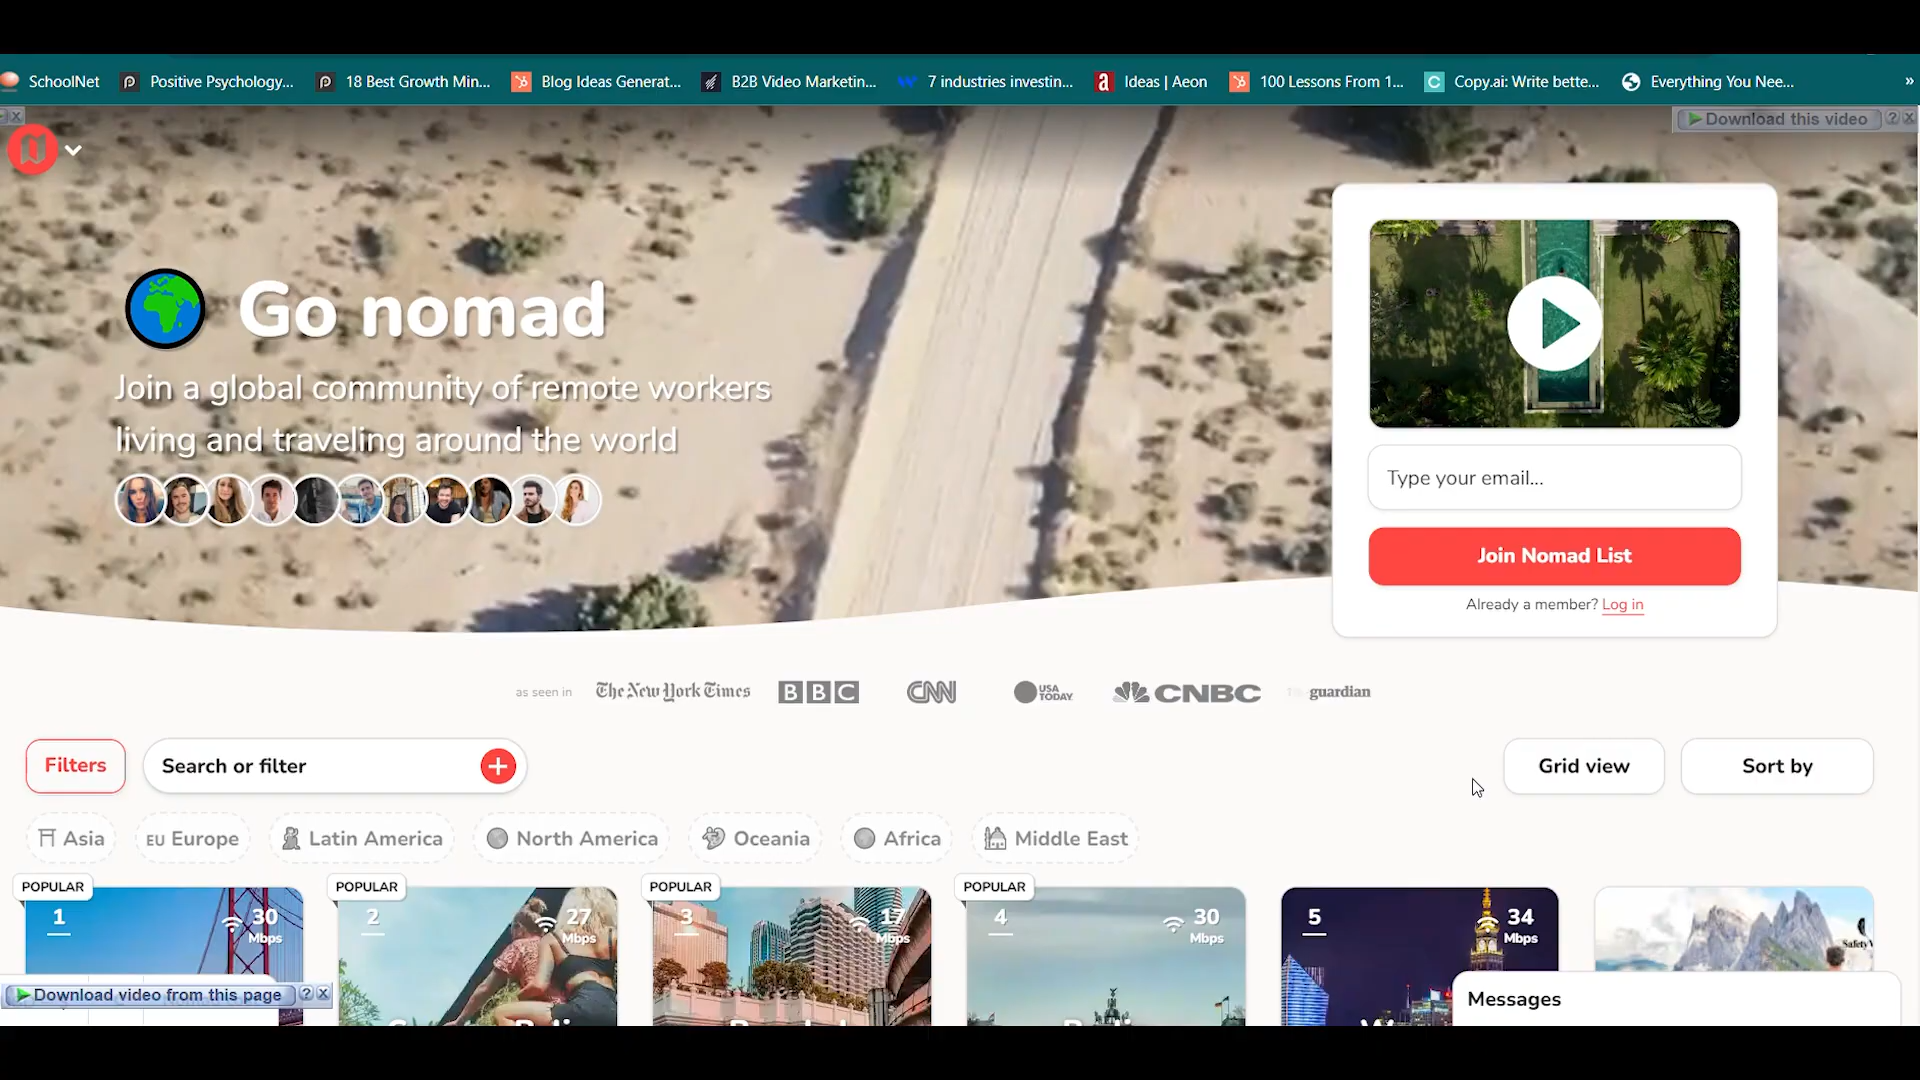 SchoolNet
Positive Psychology...
18 Best Growth Min...
Blog Ideas Generat...
B2B Video Marketin...
7 industries investin...
Ideas | Aeon
100 Lessons From 1...
Copy.ai: Write bette...
Everything You Nee...
»
Download this video
Go nomad
Join a global community of remote workers
living and traveling around the world
Type your email...
Join Nomad List
Already a member? Log in
as seen in
The New York Times
BBC
CNN
USA
TODAY
CNBC
guardian
Filters
Search or filter
Grid view
Sort by
Asia
EU Europe
Latin America
North America
Oceania
Africa
Middle East
POPULAR
1
30
Mbps
POPULAR
2
27
Mbps
POPULAR
3
17
Mbps
POPULAR
4
30
Mbps
5
34
Mbps
Download video from this page
Messages